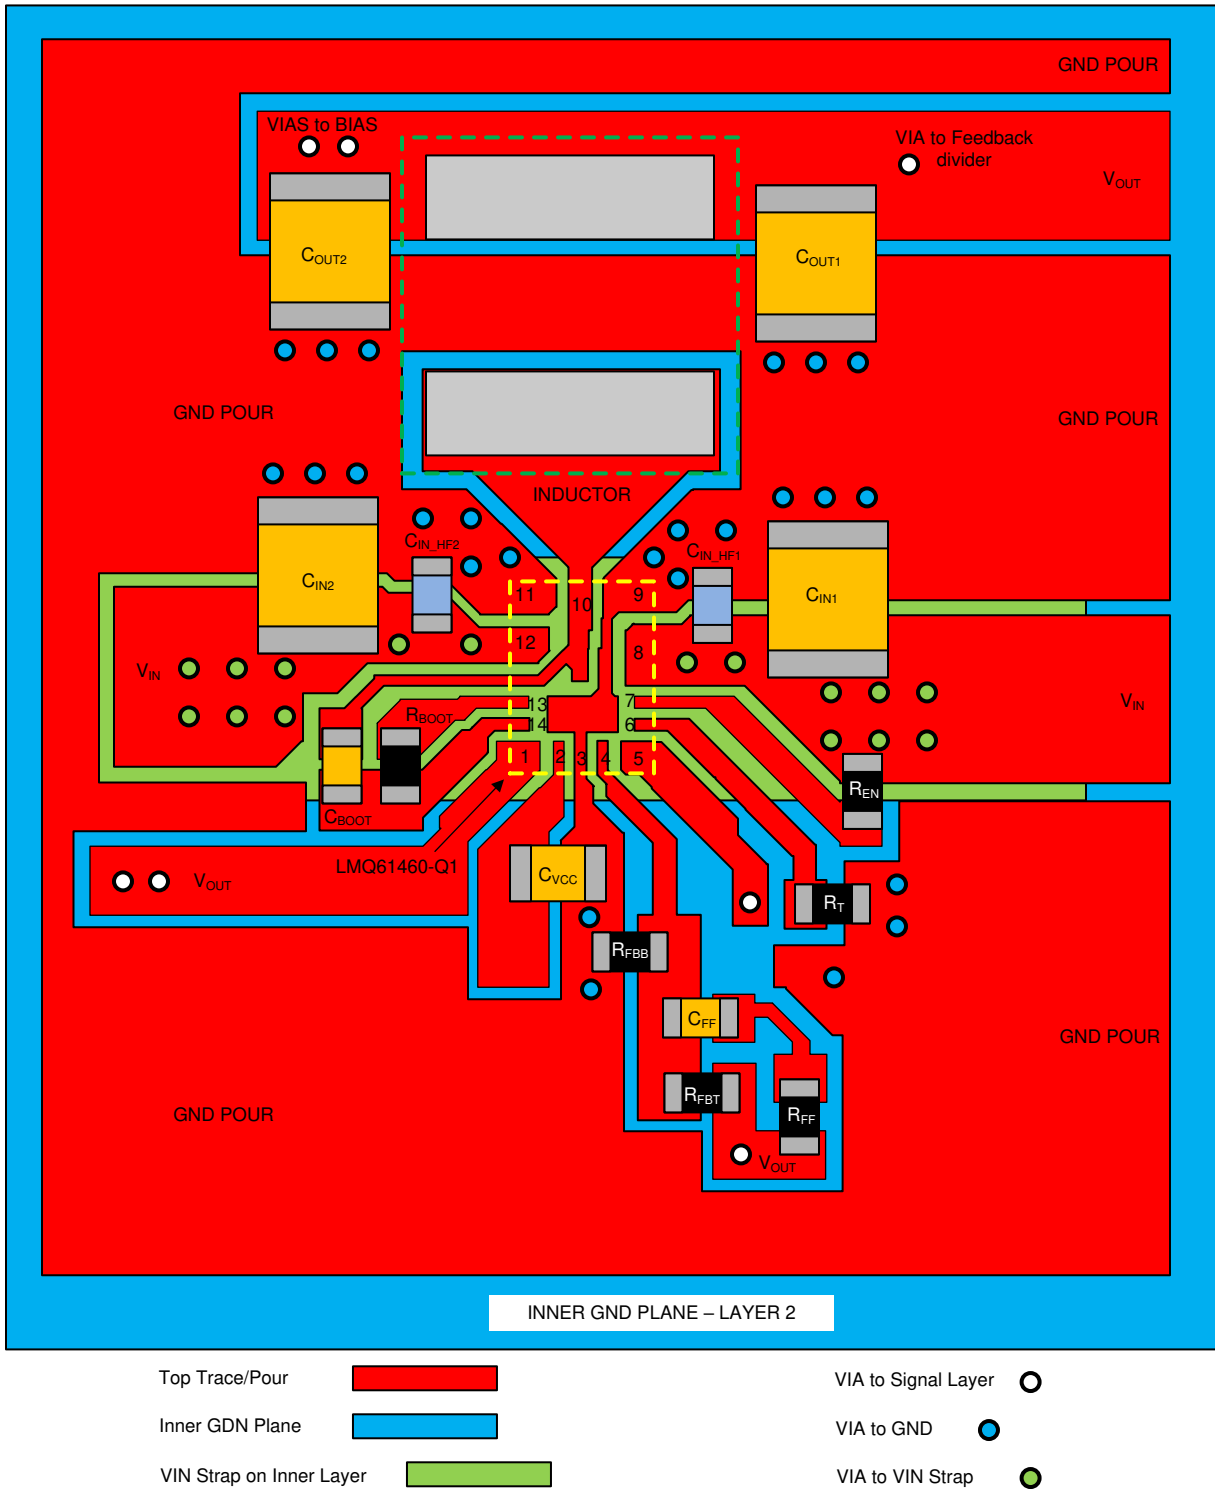 GND POUR
VIAS to BIAS
VIA to Feedback
divider
VOUT
COUT2
COUT1
GND POUR
GND POUR
INDUCTOR
CIN_HF2
CIN_HF1
CIN2
CIN1
11
10
9
12
8
VIN
VIN
13
7
14
6
RBOOT
1
2
3
4
5
REN
CBOOT
LMQ61460-Q1
CVCC
VOUT
RT
RFBB
CFF
GND POUR
RFBT
RFF
GND POUR
VOUT
INNER GND PLANE – LAYER 2
Top Trace/Pour
VIA to Signal Layer
Inner GDN Plane
VIA to GND
VIN Strap on Inner Layer
VIA to VIN Strap